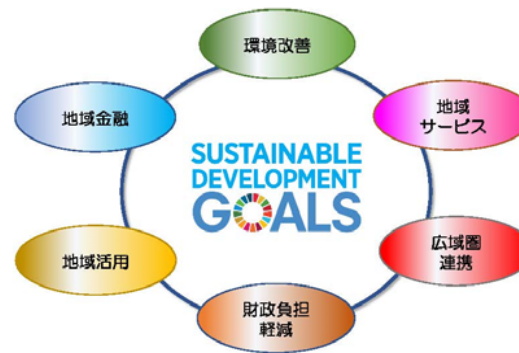 環境改善
地域
サービス
広域圏
連携
財政負担
軽減
地域活用
地域金融
SUSTAINABLE
DEVELOPMENT
GOALS